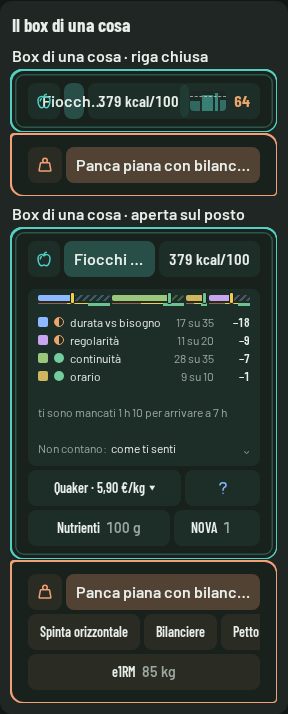 Il box di una cosa
Box di una cosa · riga chiusa
Fiocch… 379 kcal/100 64
Panca piana con bilanc…
Box di una cosa · aperta sul posto
Fiocchi … 379 kcal/100
durata vs bisogno 17 su 35 –18
regolarità 11 su 20 –9
continuità 28 su 35 –7
orario 9 su 10 –1
ti sono mancati 1 h 10 per arrivare a 7 h
Non contano: come ti senti
Quaker · 5,90 €/kg ▾ ?
Nutrienti 100 g NOVA 1
Panca piana con bilanc…
Spinta orizzontale Bilanciere Petto
e1RM 85 kg